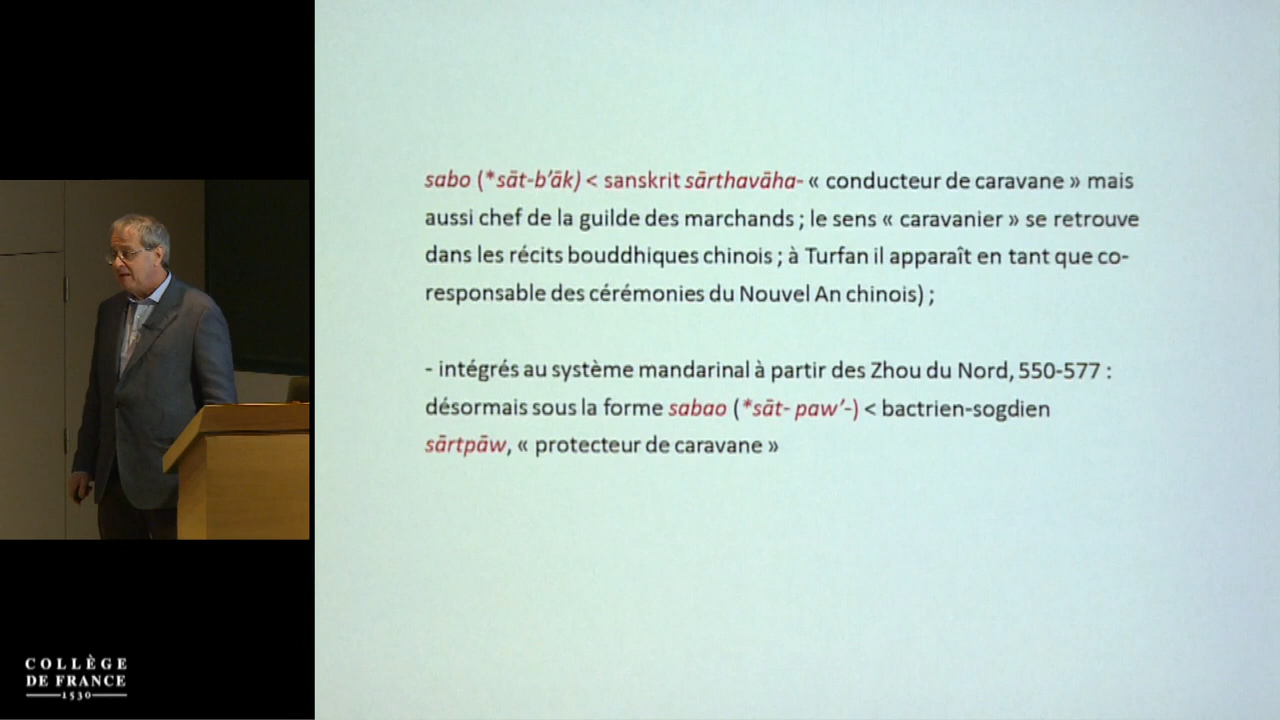 sabo (*sāt-b’āk) < sanskrit sārthavāha- « conducteur de caravane » mais
aussi chef de la guilde des marchands ; le sens « caravanier » se retrouve
dans les récits bouddhiques chinois ; à Turfan il apparaît en tant que co-
responsable des cérémonies du Nouvel An chinois) ;
- intégrés au système mandarinal à partir des Zhou du Nord, 550-577 :
désormais sous la forme sabao (*sāt- paw’-) < bactrien-sogdien
sārtpāw, « protecteur de caravane »
COLLÈGE
DE FRANCE
1530